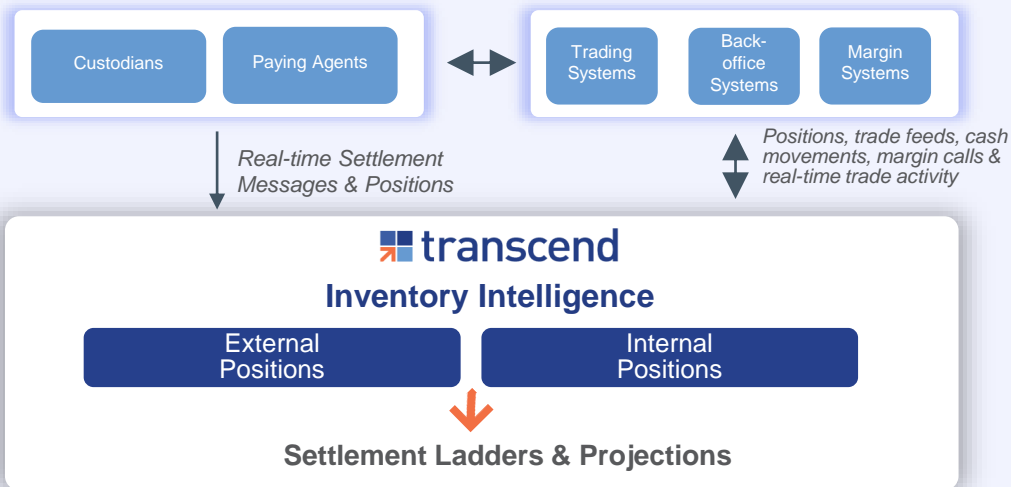 Custodians
Paying Agents
Trading
Systems
Back-
office
Systems
Margin
Systems
Real-time Settlement
Messages & Positions
Positions, trade feeds, cash
movements, margin calls &
real-time trade activity
transcend
Inventory Intelligence
External
Positions
Internal
Positions
Settlement Ladders & Projections